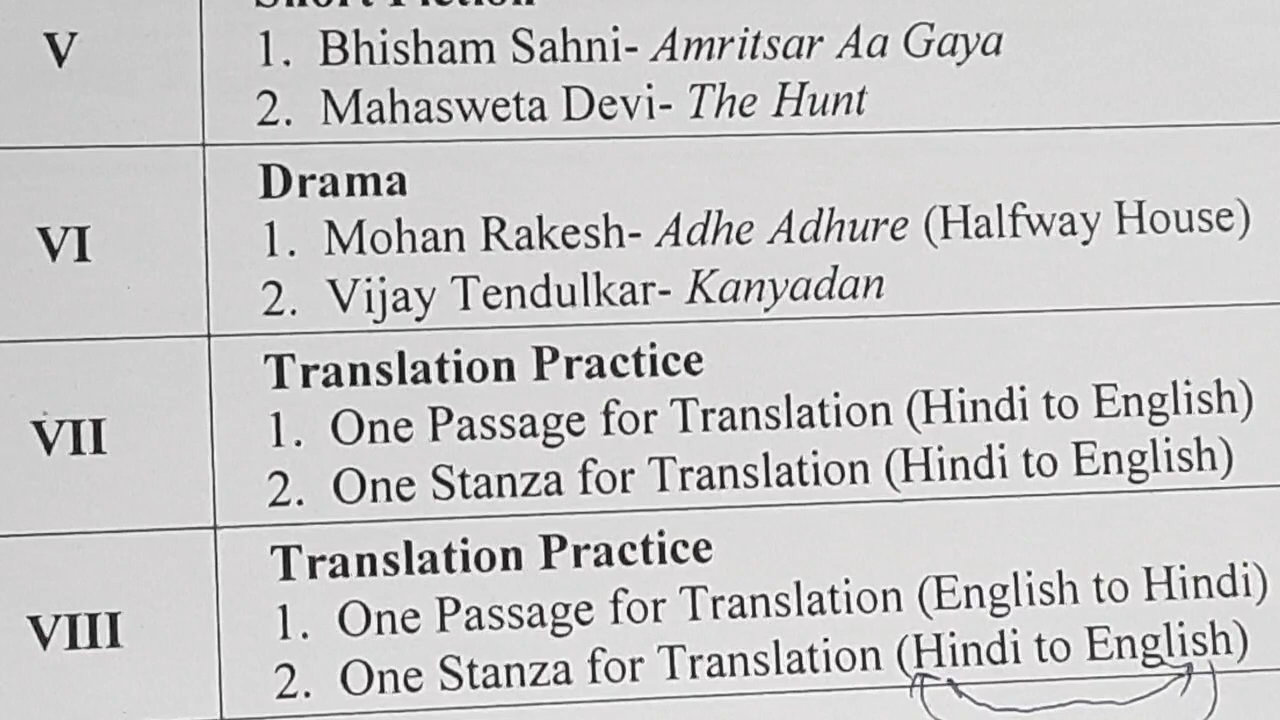 Short Fiction
V
1. Bhisham Sahni- Amritsar Aa Gaya
2. Mahasweta Devi- The Hunt
Drama
VI
1. Mohan Rakesh- Adhe Adhure (Halfway House)
2. Vijay Tendulkar- Kanyadan
Translation Practice
VII
1. One Passage for Translation (Hindi to English)
2. One Stanza for Translation (Hindi to English)
Translation Practice
VIII
1. One Passage for Translation (English to Hindi)
2. One Stanza for Translation (Hindi to English)